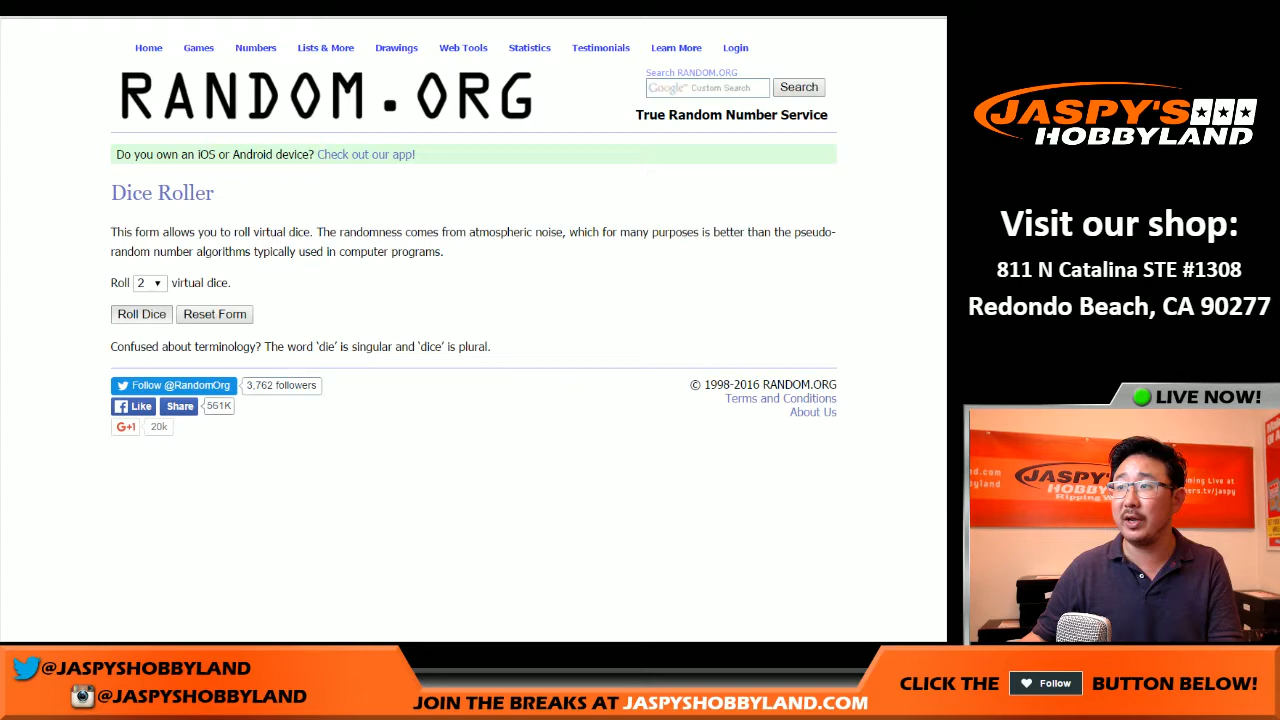 Home Games Numbers Lists & More Drawings Web Tools Statistics Testimonials Learn More Login
RANDOM.ORG
Search RANDOM.ORG
Google™ Custom Search Search
True Random Number Service
Do you own an iOS or Android device? Check out our app!
Dice Roller
This form allows you to roll virtual dice. The randomness comes from atmospheric noise, which for many purposes is better than the pseudo-
random number algorithms typically used in computer programs.
Roll 2 virtual dice.
Roll Dice Reset Form
Confused about terminology? The word ‘die’ is singular and ‘dice’ is plural.
Follow @RandomOrg 3,762 followers
Like Share 561K
G+1 20k
© 1998-2016 RANDOM.ORG
Terms and Conditions
About Us
JASPY'S
HOBBYLAND
Visit our shop:
811 N Catalina STE #1308
Redondo Beach, CA 90277
LIVE NOW!
JASPY'S
@JASPYSHOBBYLAND
@JASPYSHOBBYLAND
JOIN THE BREAKS AT JASPYSHOBBYLAND.COM
CLICK THE Follow BUTTON BELOW!